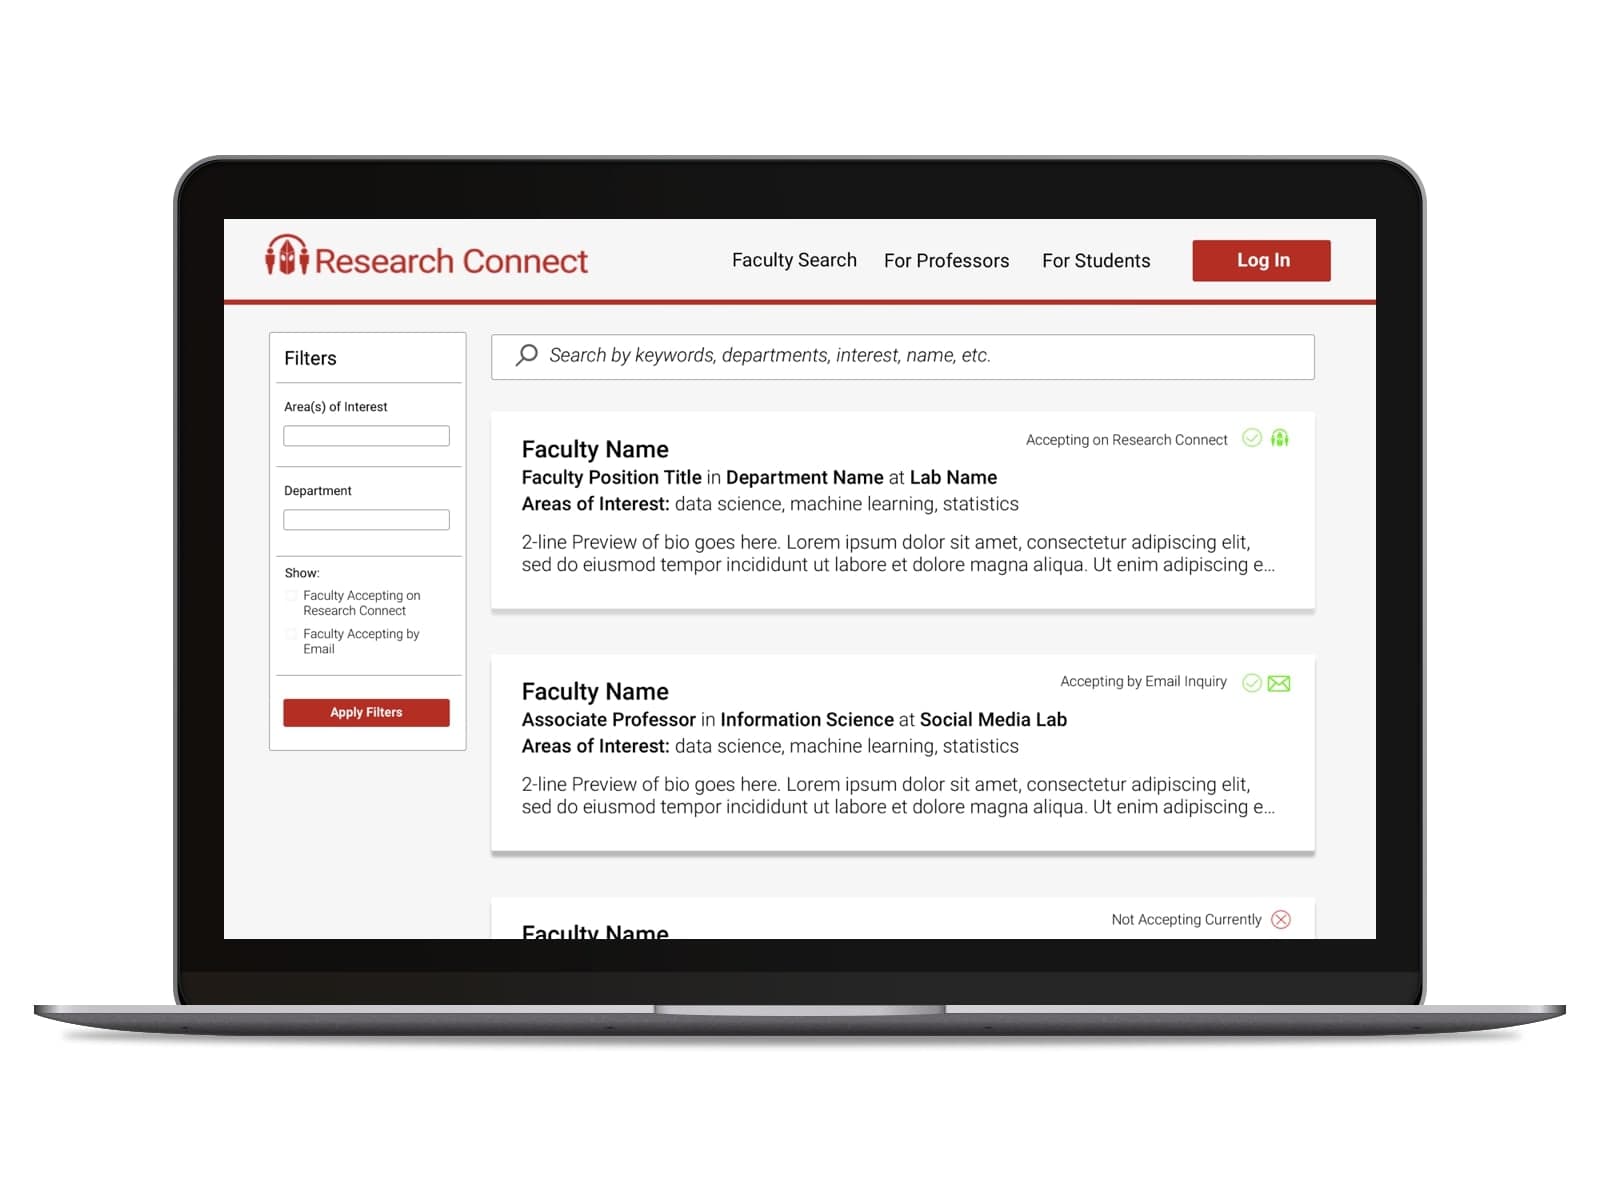 Research Connect
Faculty Search
For Professors
For Students
Log In
Filters
Area(s) of Interest
Department
Show:
Faculty Accepting on
Research Connect
Faculty Accepting by
Email
Apply Filters
Search by keywords, departments, interest, name, etc.
Accepting on Research Connect
Faculty Name
Faculty Position Title in Department Name at Lab Name
Areas of Interest: data science, machine learning, statistics
2-line Preview of bio goes here. Lorem ipsum dolor sit amet, consectetur adipiscing elit,
sed do eiusmod tempor incididunt ut labore et dolore magna aliqua. Ut enim adipiscing e...
Accepting by Email Inquiry
Faculty Name
Associate Professor in Information Science at Social Media Lab
Areas of Interest: data science, machine learning, statistics
2-line Preview of bio goes here. Lorem ipsum dolor sit amet, consectetur adipiscing elit,
sed do eiusmod tempor incididunt ut labore et dolore magna aliqua. Ut enim adipiscing e...
Not Accepting Currently
Faculty Name